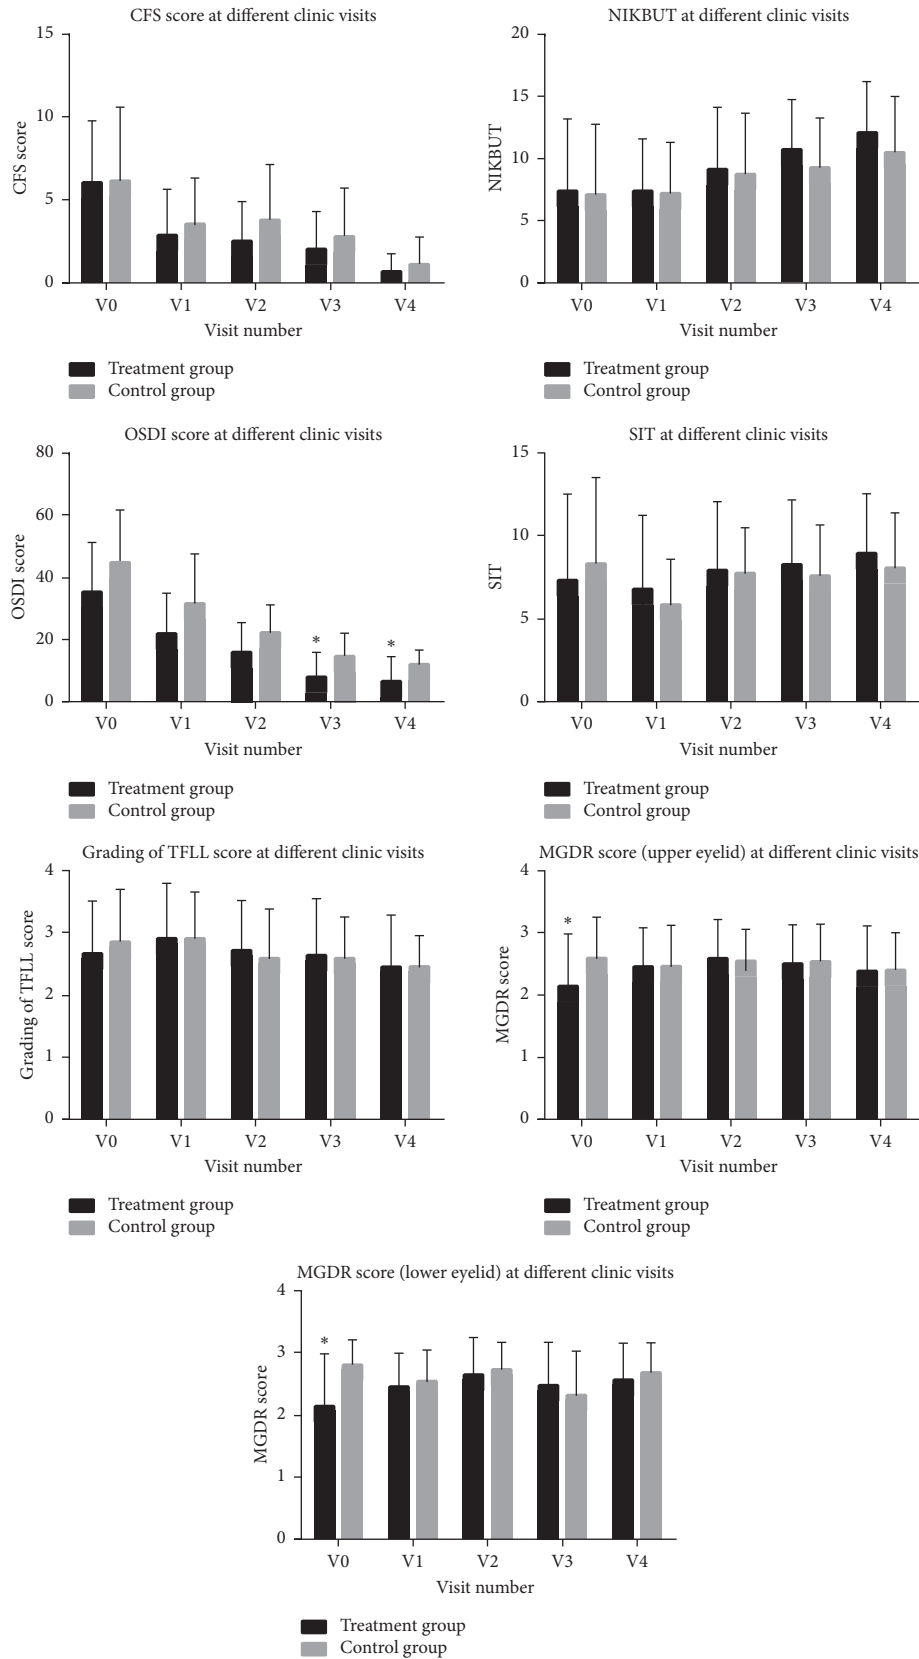 CFS score at different clinic visits
15
10
5
0
CFS score
V0 V1 V2 V3 V4
Visit number
Treatment group
Control group
NIKBUT at different clinic visits
20
15
10
5
0
NIKBUT
V0 V1 V2 V3 V4
Visit number
Treatment group
Control group
OSDI score at different clinic visits
80
60
40
20
0
OSDI score
* *
V0 V1 V2 V3 V4
Visit number
Treatment group
Control group
SIT at different clinic visits
15
10
5
0
SIT
V0 V1 V2 V3 V4
Visit number
Treatment group
Control group
Grading of TFLL score at different clinic visits
4
3
2
1
0
Grading of TFLL score
V0 V1 V2 V3 V4
Visit number
Treatment group
Control group
MGDR score (upper eyelid) at different clinic visits
4
3
2
1
0
MGDR score
*
V0 V1 V2 V3 V4
Visit number
Treatment group
Control group
MGDR score (lower eyelid) at different clinic visits
4
3
2
1
0
MGDR score
*
V0 V1 V2 V3 V4
Visit number
Treatment group
Control group